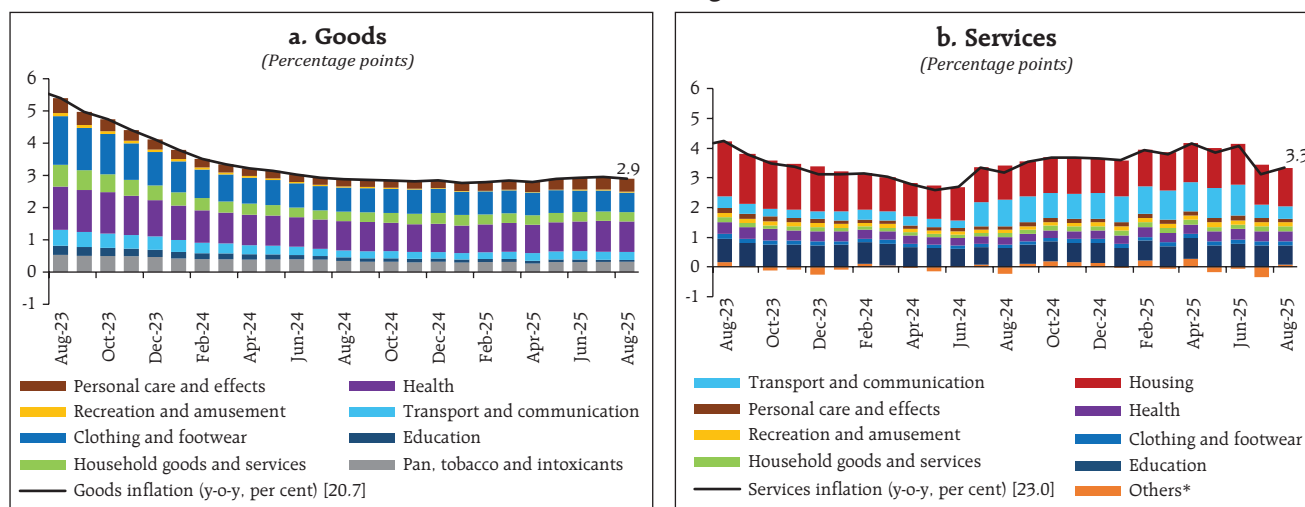 a. Goods
(Percentage points)
6
5
4
3
2
1
0
-1
2.9
Aug-23
Oct-23
Dec-23
Feb-24
Apr-24
Jun-24
Aug-24
Oct-24
Dec-24
Feb-25
Apr-25
Jun-25
Aug-25
Personal care and effects
Health
Recreation and amusement
Transport and communication
Clothing and footwear
Education
Household goods and services
Pan, tobacco and intoxicants
Goods inflation (y-o-y, per cent) [20.7]
b. Services
(Percentage points)
6
5
4
3
2
1
0
-1
3.3
Aug-23
Oct-23
Dec-23
Feb-24
Apr-24
Jun-24
Aug-24
Oct-24
Dec-24
Feb-25
Apr-25
Jun-25
Aug-25
Transport and communication
Housing
Personal care and effects
Health
Recreation and amusement
Clothing and footwear
Household goods and services
Education
Services inflation (y-o-y, per cent) [23.0]
Others*